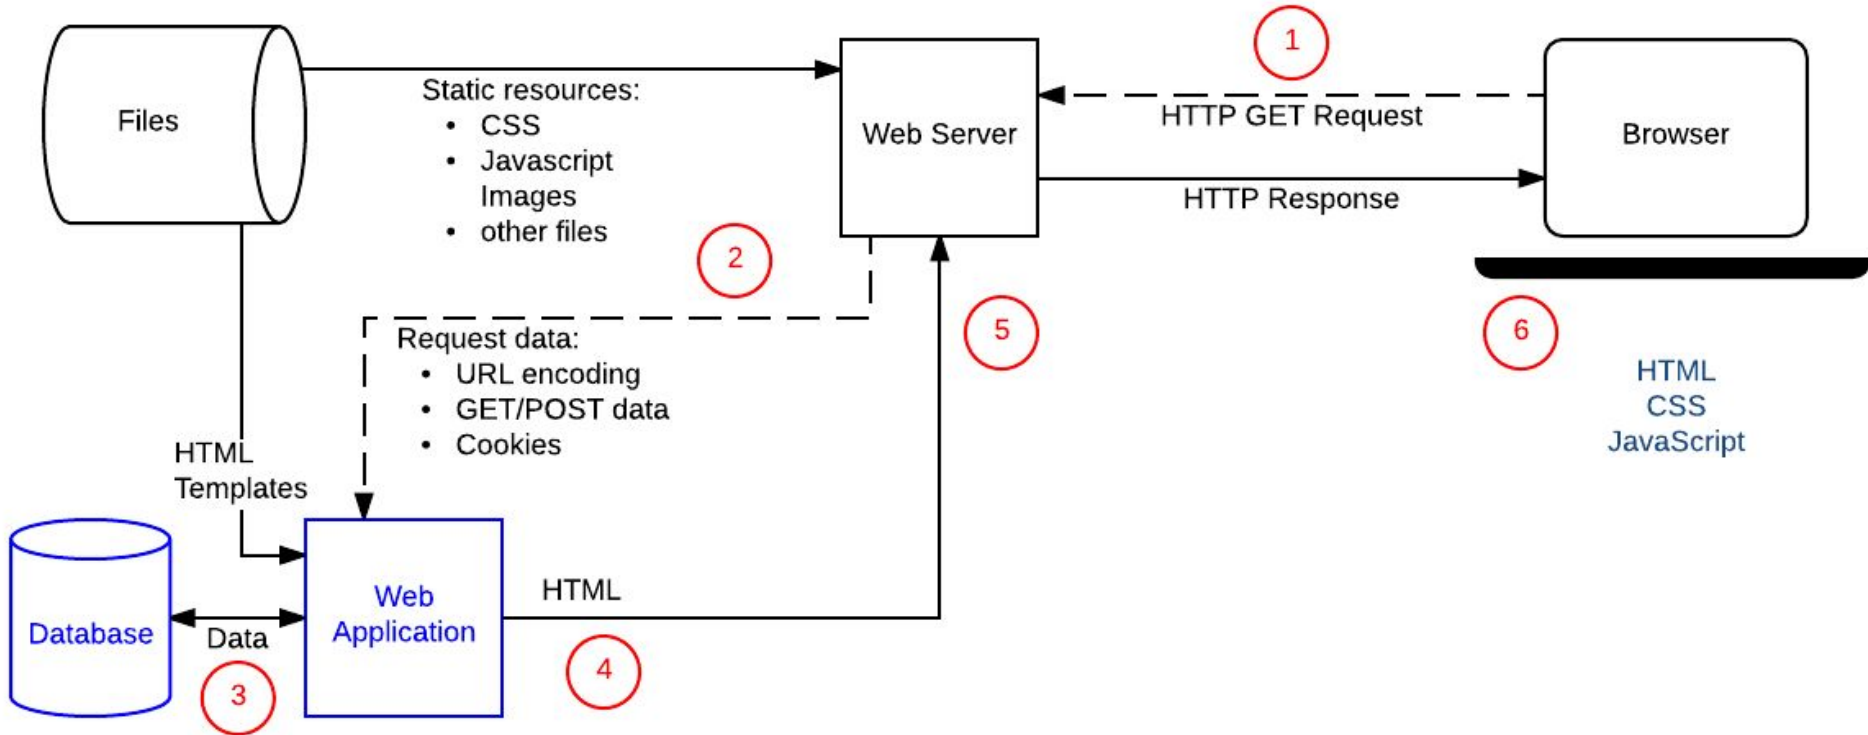 1
Files
Static resources:
• CSS
• Javascript
Images
• other files
Web Server
HTTP GET Request
Browser
HTTP Response
2
Request data:
• URL encoding
• GET/POST data
• Cookies
5
6
HTML
CSS
JavaScript
HTML
Templates
Database
Data
3
Web
Application
HTML
4